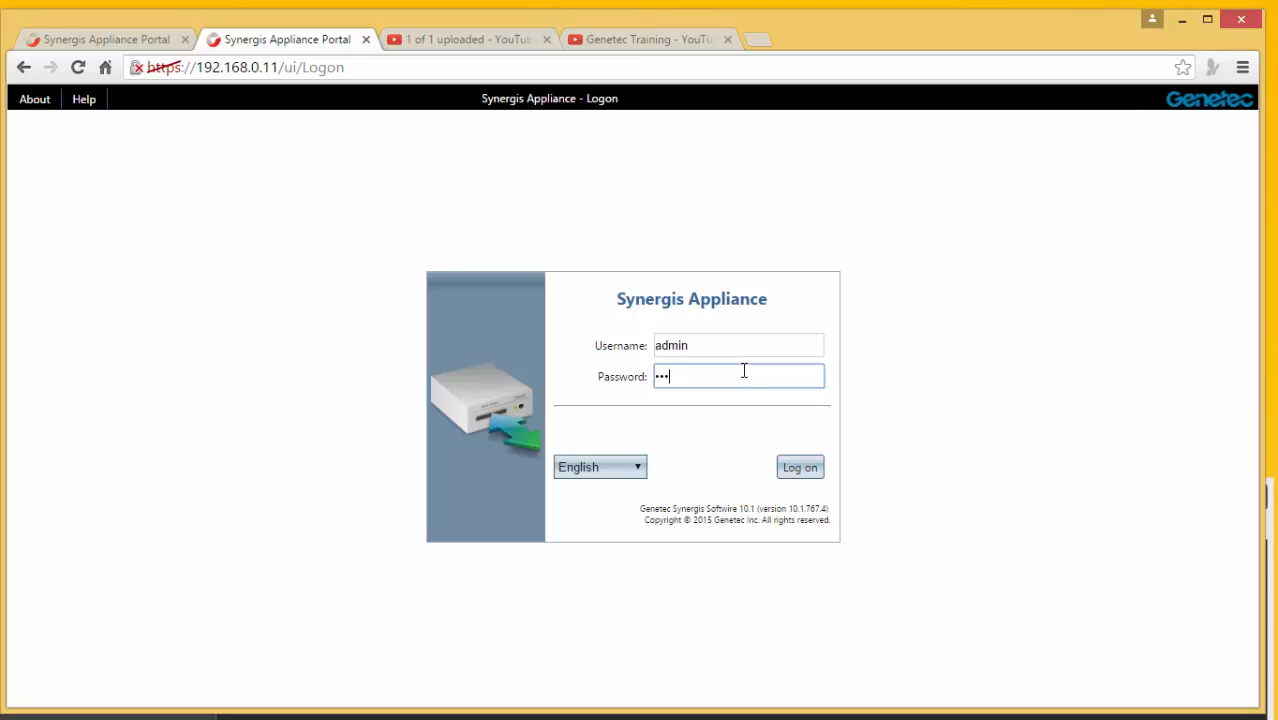 Synergis Appliance Portal
Synergis Appliance Portal
1 of 1 uploaded - YouTu
Genetec Training - YouTu
https://192.168.0.11/ui/Logon
About
Help
Synergis Appliance - Logon
Genetec
Synergis Appliance
Username: admin
Password: •••
English
Log on
Genetec Synergis Softwire 10.1 (version 10.1.767.4)
Copyright © 2015 Genetec Inc. All rights reserved.